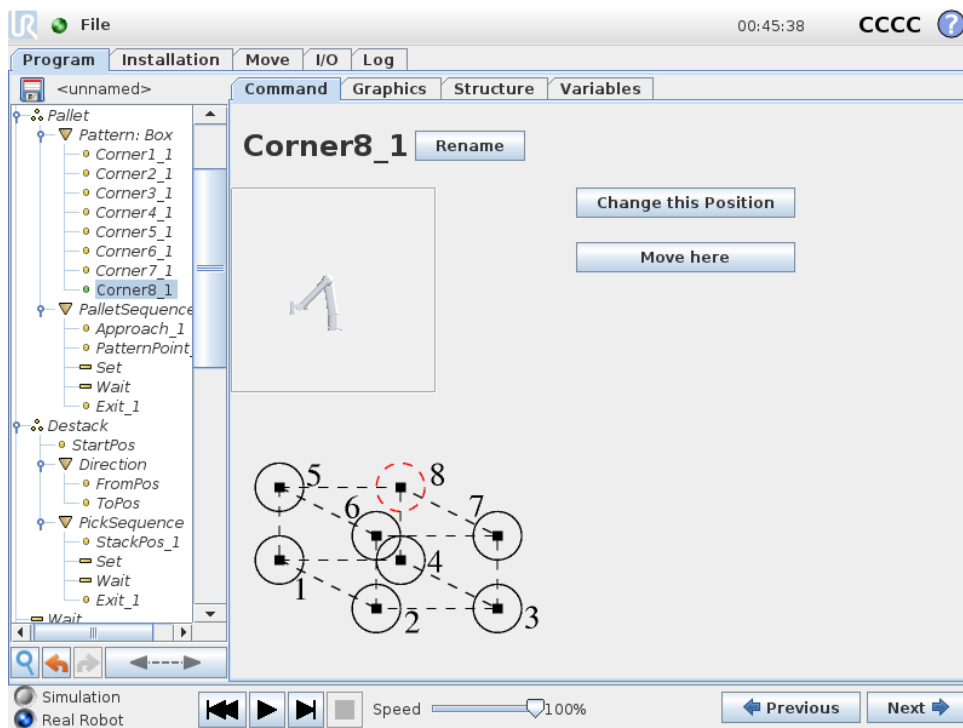 UR File 00:45:38 CCCC ?
Program Installation Move I/O Log
<unnamed> Command Graphics Structure Variables
Pallet
Pattern: Box
Corner1_1
Corner2_1
Corner3_1
Corner4_1
Corner5_1
Corner6_1
Corner7_1
Corner8_1
PalletSequence
Approach_1
PatternPoint_
Set
Wait
Exit_1
Destack
StartPos
Direction
FromPos
ToPos
PickSequence
StackPos_1
Set
Wait
Exit_1
Wait
Corner8_1 Rename
Change this Position
Move here
5 8
6 7
1 4
2 3
Simulation
Real Robot
Speed 100%
Previous Next